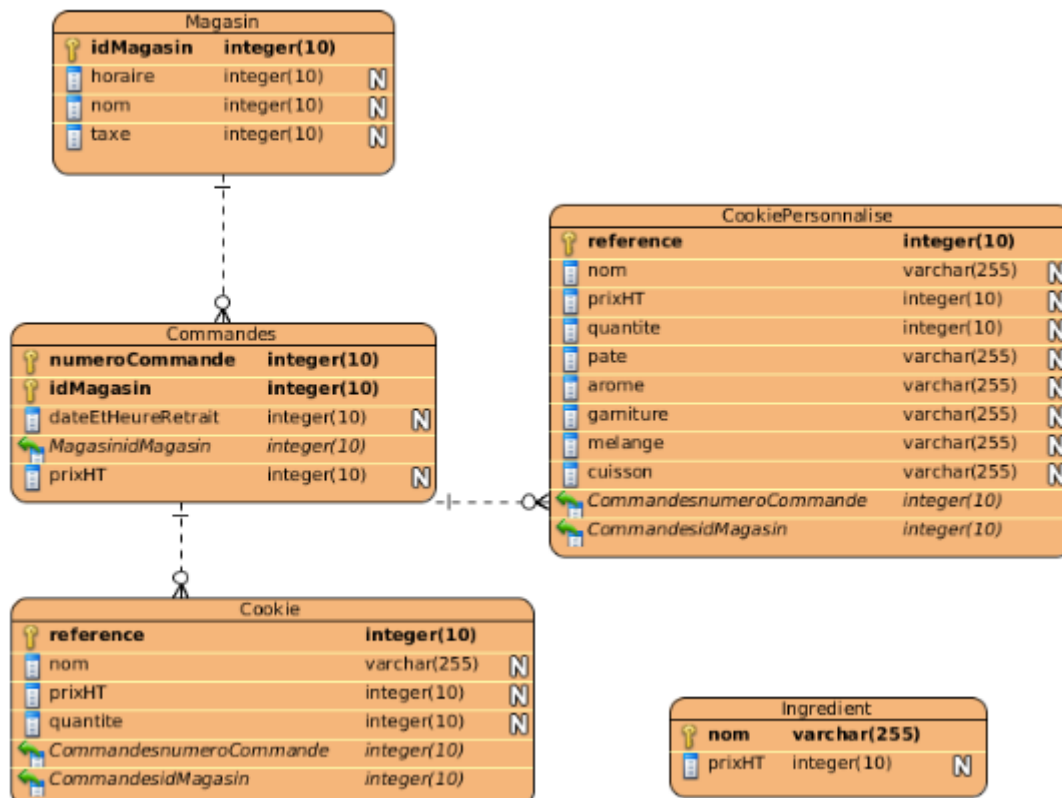 Magasin
idMagasin integer(10)
horaire integer(10) N
nom integer(10) N
taxe integer(10) N
Commandes
numeroCommande integer(10)
idMagasin integer(10)
dateEtHeureRetrait integer(10) N
MagasinidMagasin integer(10)
prixHT integer(10) N
CookiePersonnalise
reference integer(10)
nom varchar(255) N
prixHT integer(10) N
quantite integer(10) N
pate varchar(255) N
arome varchar(255) N
garniture varchar(255) N
melange varchar(255) N
cuisson varchar(255) N
CommandesnumeroCommande integer(10)
CommandesidMagasin integer(10)
Cookie
reference integer(10)
nom varchar(255) N
prixHT integer(10) N
quantite integer(10) N
CommandesnumeroCommande integer(10)
CommandesidMagasin integer(10)
Ingredient
nom varchar(255)
prixHT integer(10) N